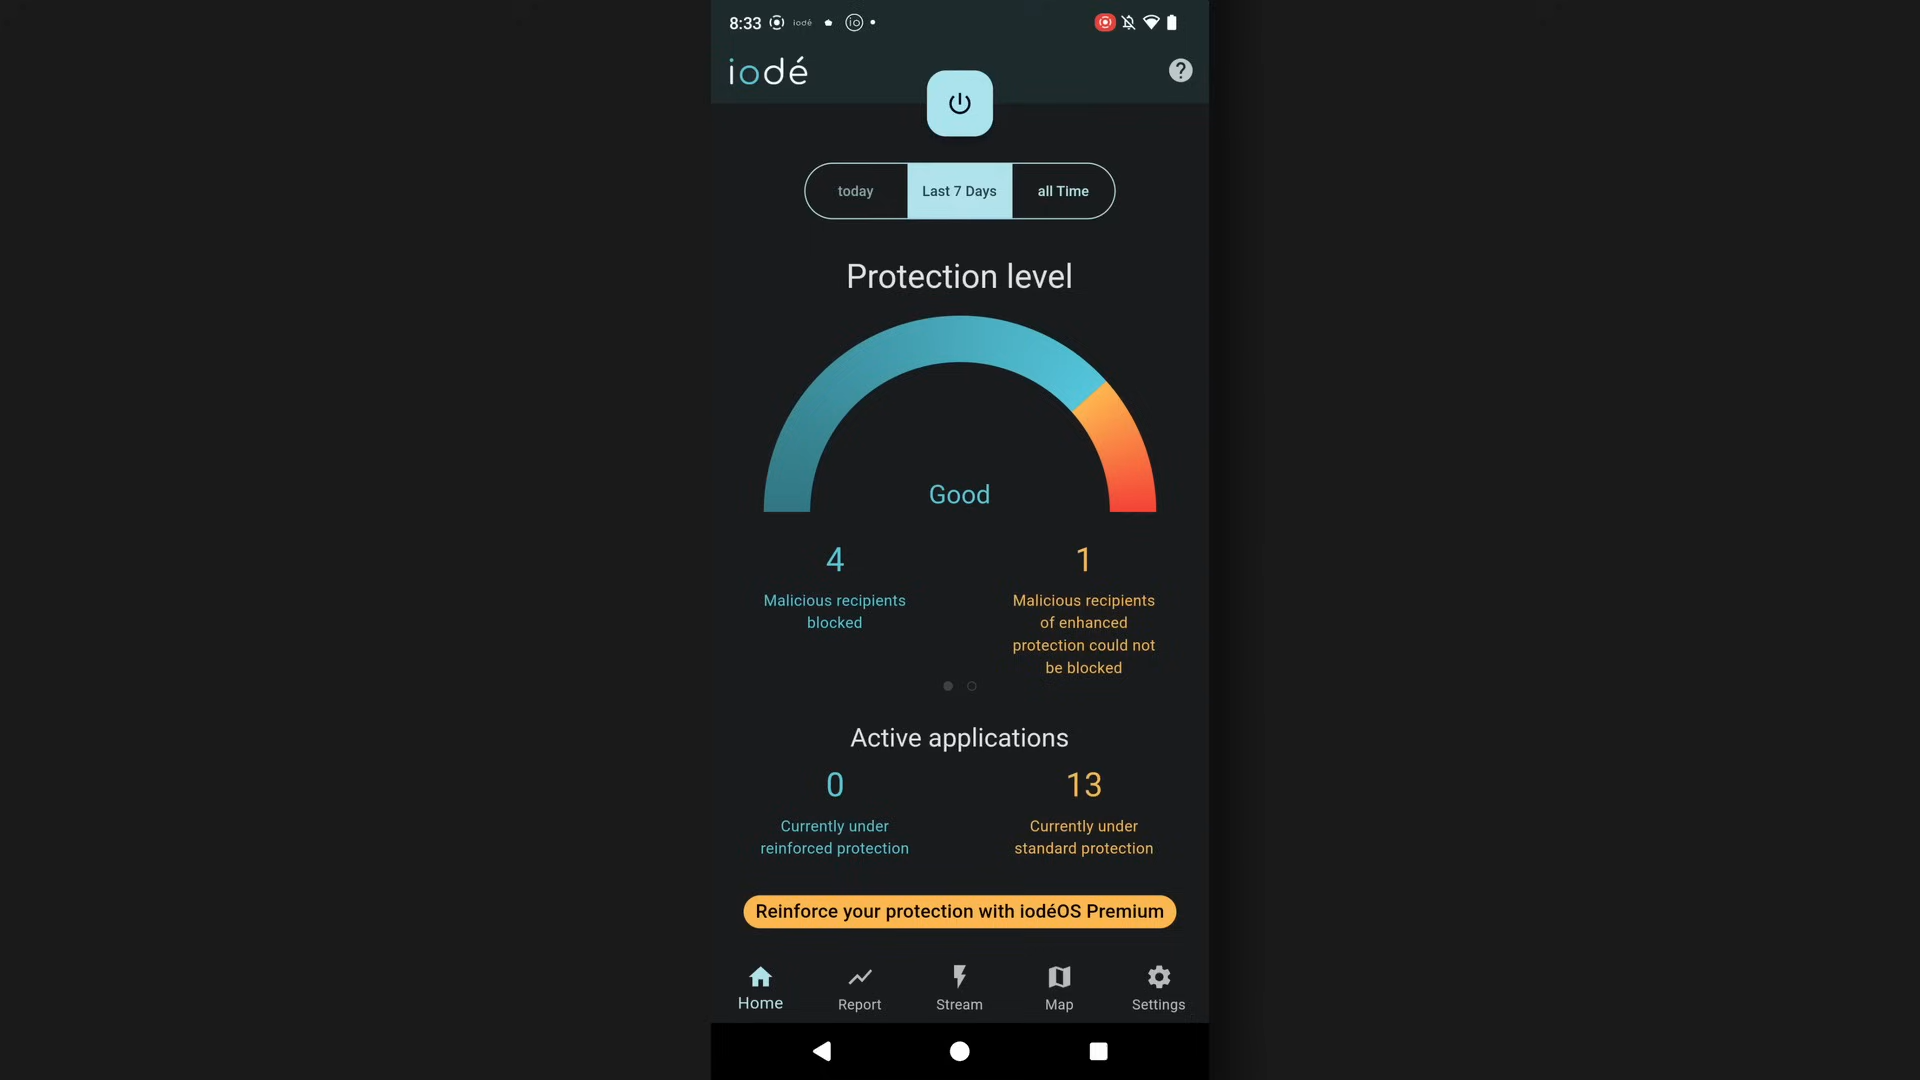 8:33 iodé
iodé
today Last 7 Days all Time
Protection level
Good
4
Malicious recipients
blocked
1
Malicious recipients
of enhanced
protection could not
be blocked
Active applications
0
Currently under
reinforced protection
13
Currently under
standard protection
Reinforce your protection with iodéOS Premium
Home Report Stream Map Settings